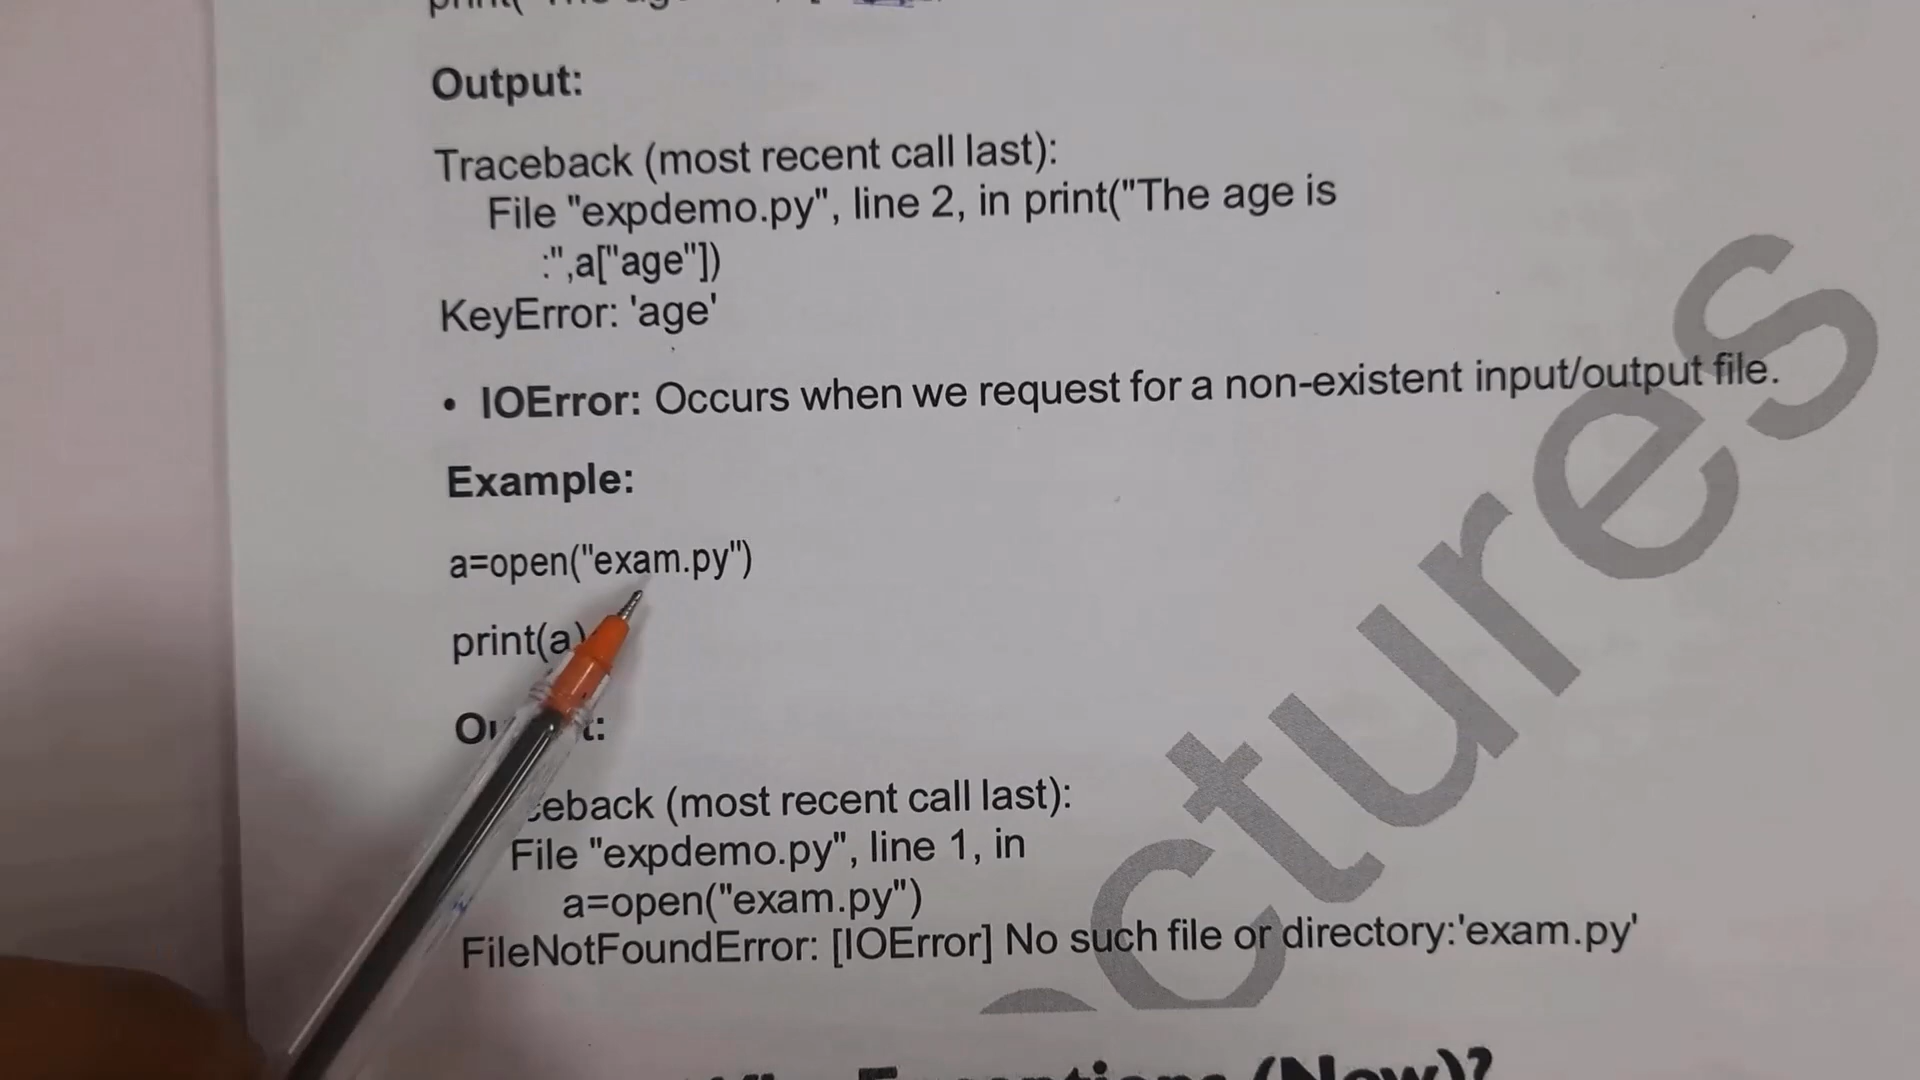 Output:
Traceback (most recent call last):
File "expdemo.py", line 2, in print("The age is
:",a["age"])
KeyError: 'age'
• IOError: Occurs when we request for a non-existent input/output file.
Example:
a=open("exam.py")
print(a)
(most recent call last):
File "expdemo.py", line 1, in
a=open("exam.py")
FileNotFoundError: [IOError] No such file or directory:'exam.py'
(New)?